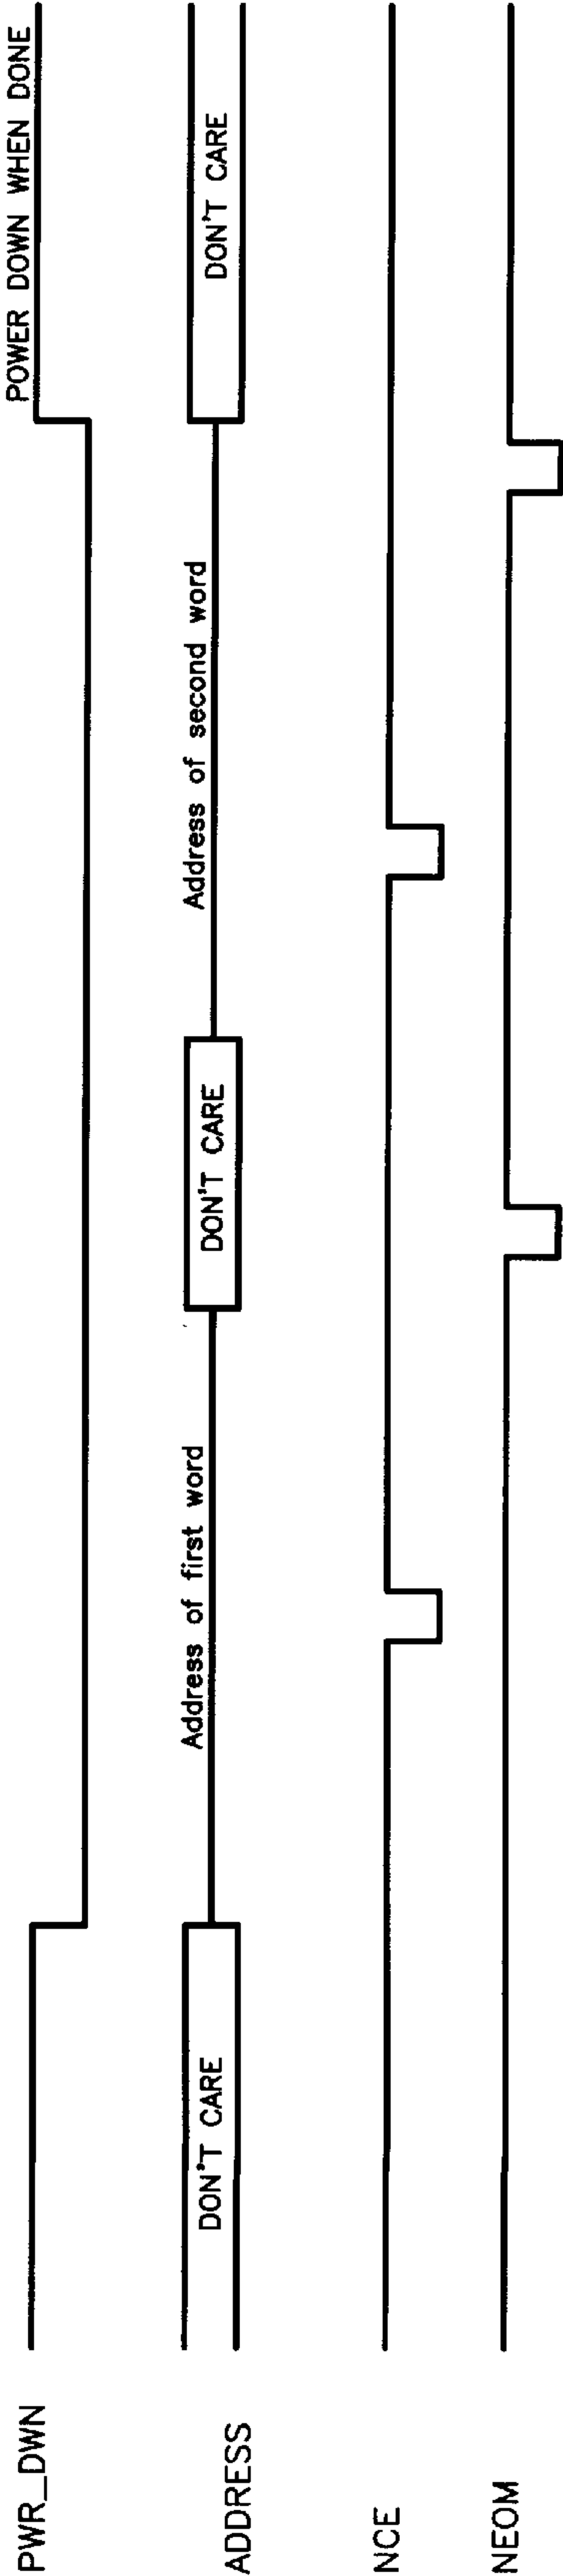 PWR_DWN
POWER DOWN WHEN DONE
ADDRESS
DON'T CARE
Address of first word
DON'T CARE
Address of second word
DON'T CARE
NCE
NEOM